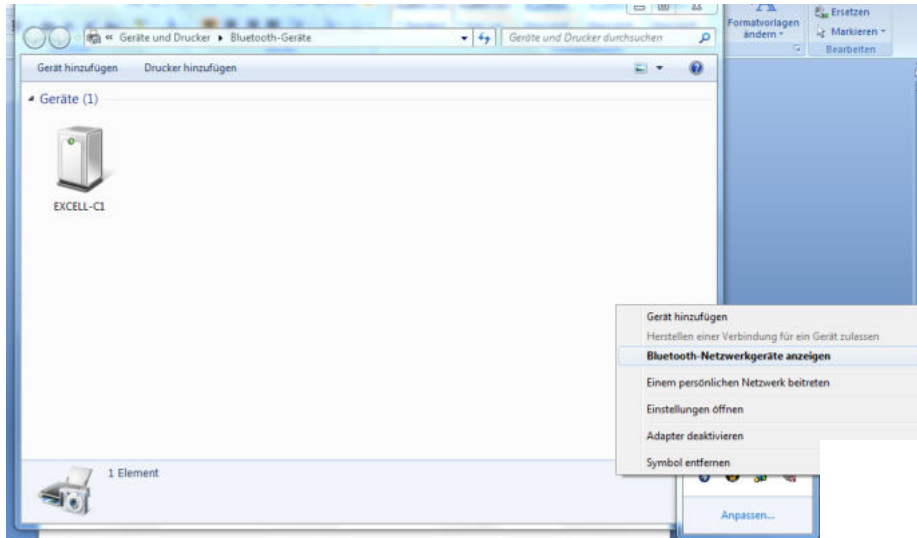 Formatvorlagen
ändern
Ersetzen
Markieren
Bearbeiten
« Geräte und Drucker ▸ Bluetooth-Geräte
Geräte und Drucker durchsuchen
Gerät hinzufügen Drucker hinzufügen
Geräte (1)
EXCELL-C1
Gerät hinzufügen
Herstellen einer Verbindung für ein Gerät zulassen
Bluetooth-Netzwerkgeräte anzeigen
Einem persönlichen Netzwerk beitreten
Einstellungen öffnen
Adapter deaktivieren
Symbol entfernen
1 Element
Anpassen...